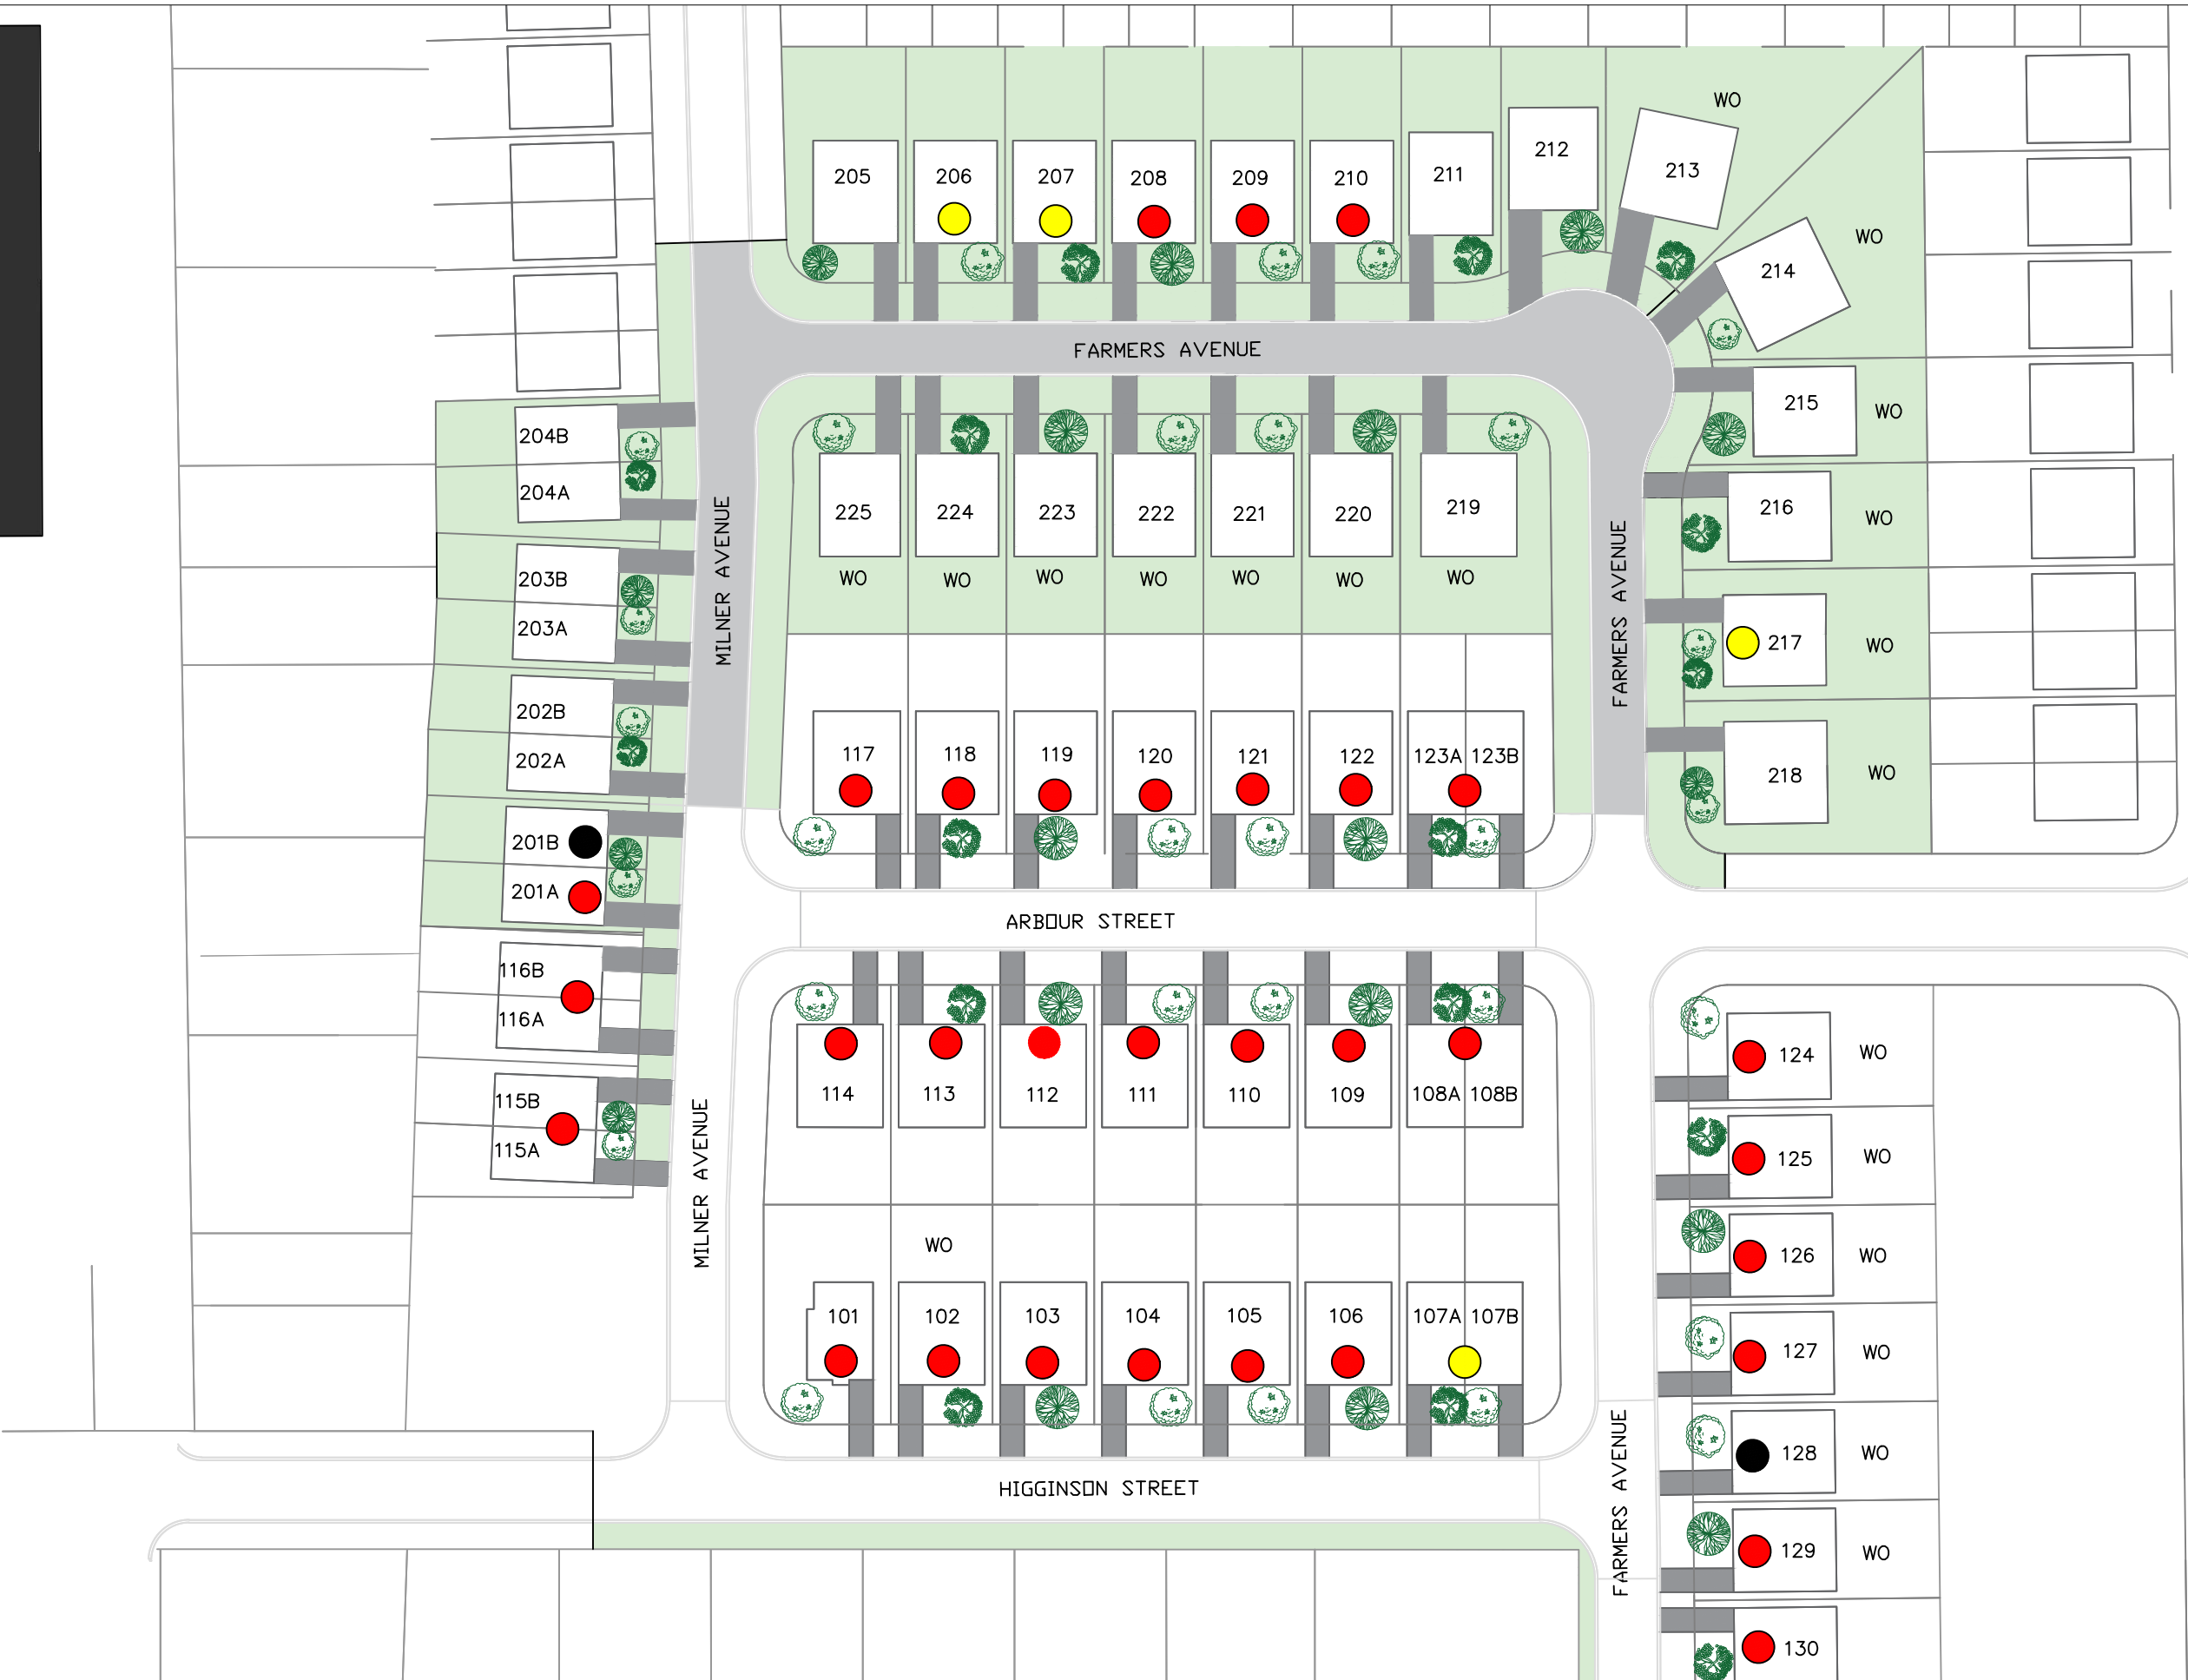 WO
205
206
207
208
209
210
211
212
213
WO
214
FARMERS AVENUE
215
WO
204B
204A
225
224
223
222
221
220
219
216
WO
MILNER AVENUE
FARMERS AVENUE
203B
203A
WO
WO
WO
WO
WO
WO
WO
217
WO
202B
202A
117
118
119
120
121
122
123A
123B
218
WO
201B
201A
ARBOUR STREET
116B
116A
124
WO
114
113
112
111
110
109
108A
108B
115B
115A
125
WO
MILNER AVENUE
WO
126
WO
101
102
103
104
105
106
107A
107B
127
WO
128
WO
HIGGINSON STREET
FARMERS AVENUE
129
WO
130